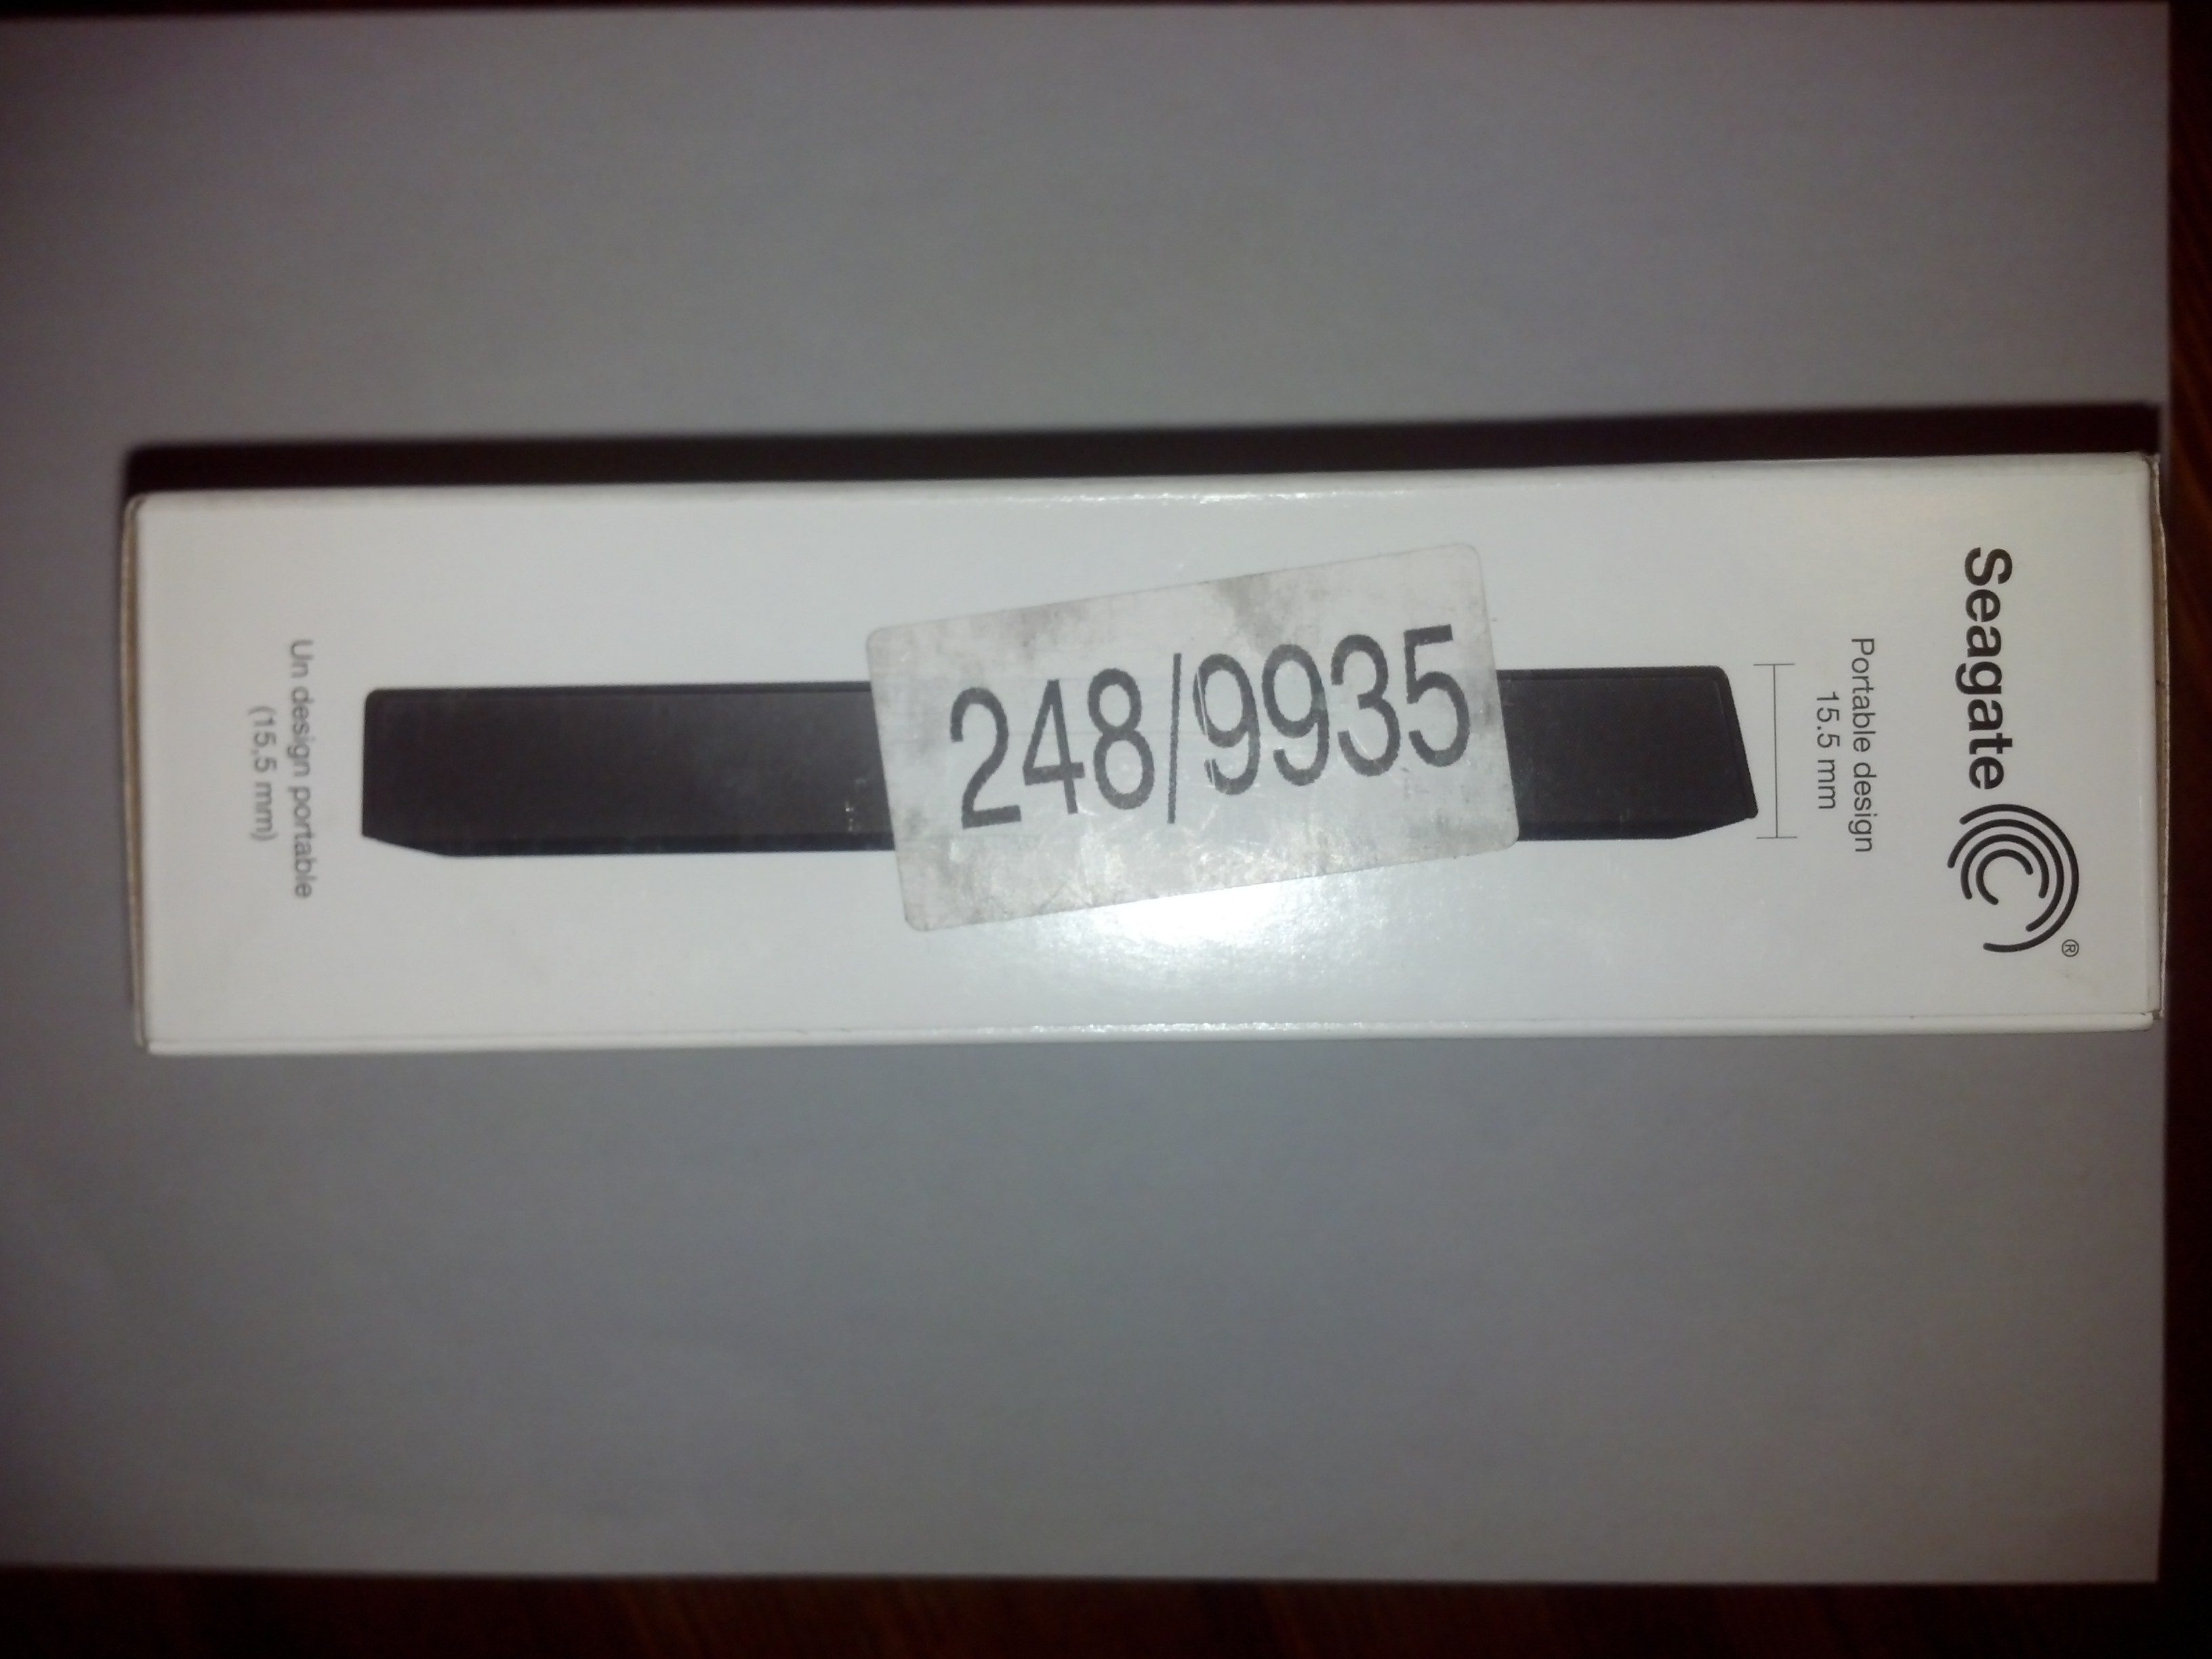 Seagate ®
Portable design
15.5 mm
248/9935
Un design portable
(15,5 mm)